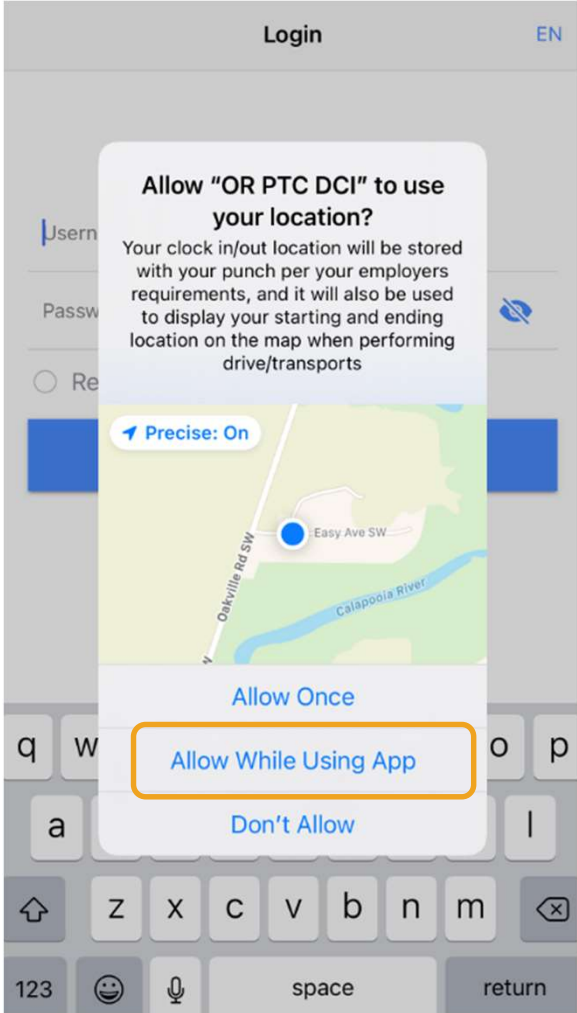 Login
EN
Allow “OR PTC DCI” to use
your location?
Your clock in/out location will be stored
with your punch per your employers
requirements, and it will also be used
to display your starting and ending
location on the map when performing
drive/transports
Usern
Passw
Re
Precise: On
Easy Ave SW
Oakville Rd SW
Calapooia River
W
Allow Once
Allow While Using App
Don’t Allow
q w o p
a l
z x c v b n m
123 space return